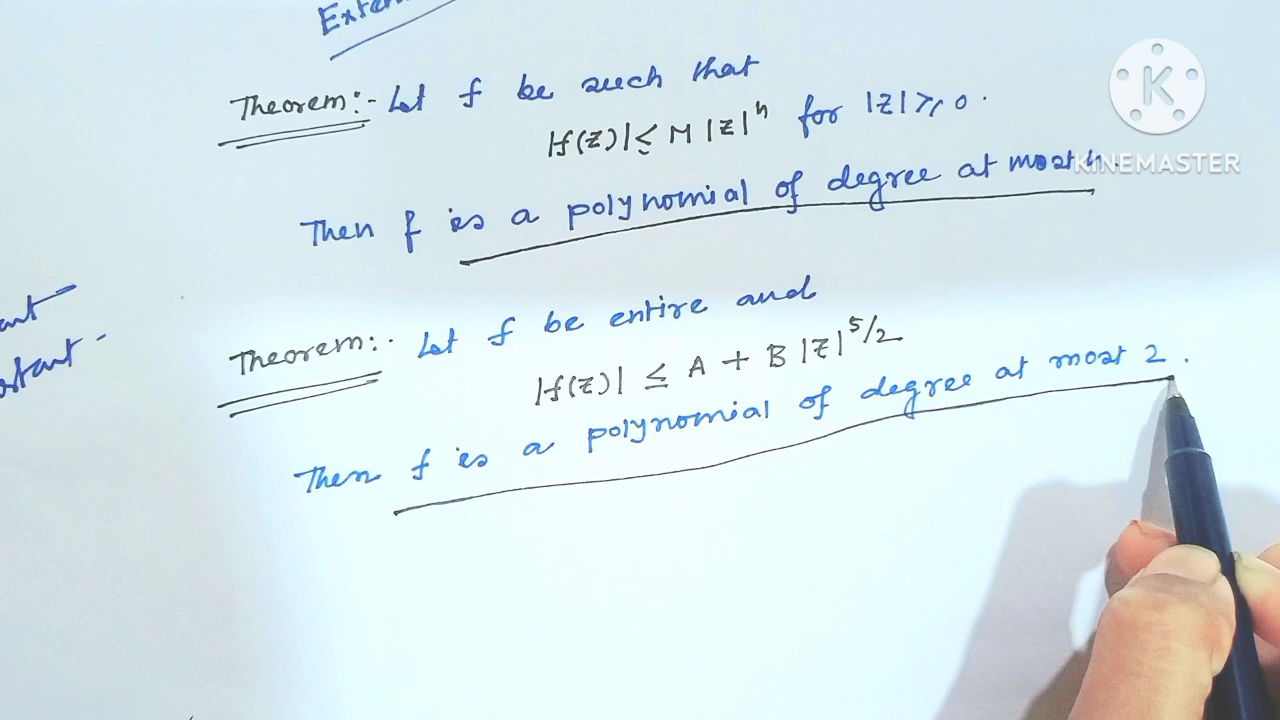 Theorem:- Let f be such that
|f(z)| ≤ M |z|ⁿ for |z| ≥ 0.
KINEMASTER
Then f is a polynomial of degree at most n.
Theorem:- Let f be entire and
|f(z)| ≤ A + B |z|^5/2
Then f is a polynomial of degree at most 2.